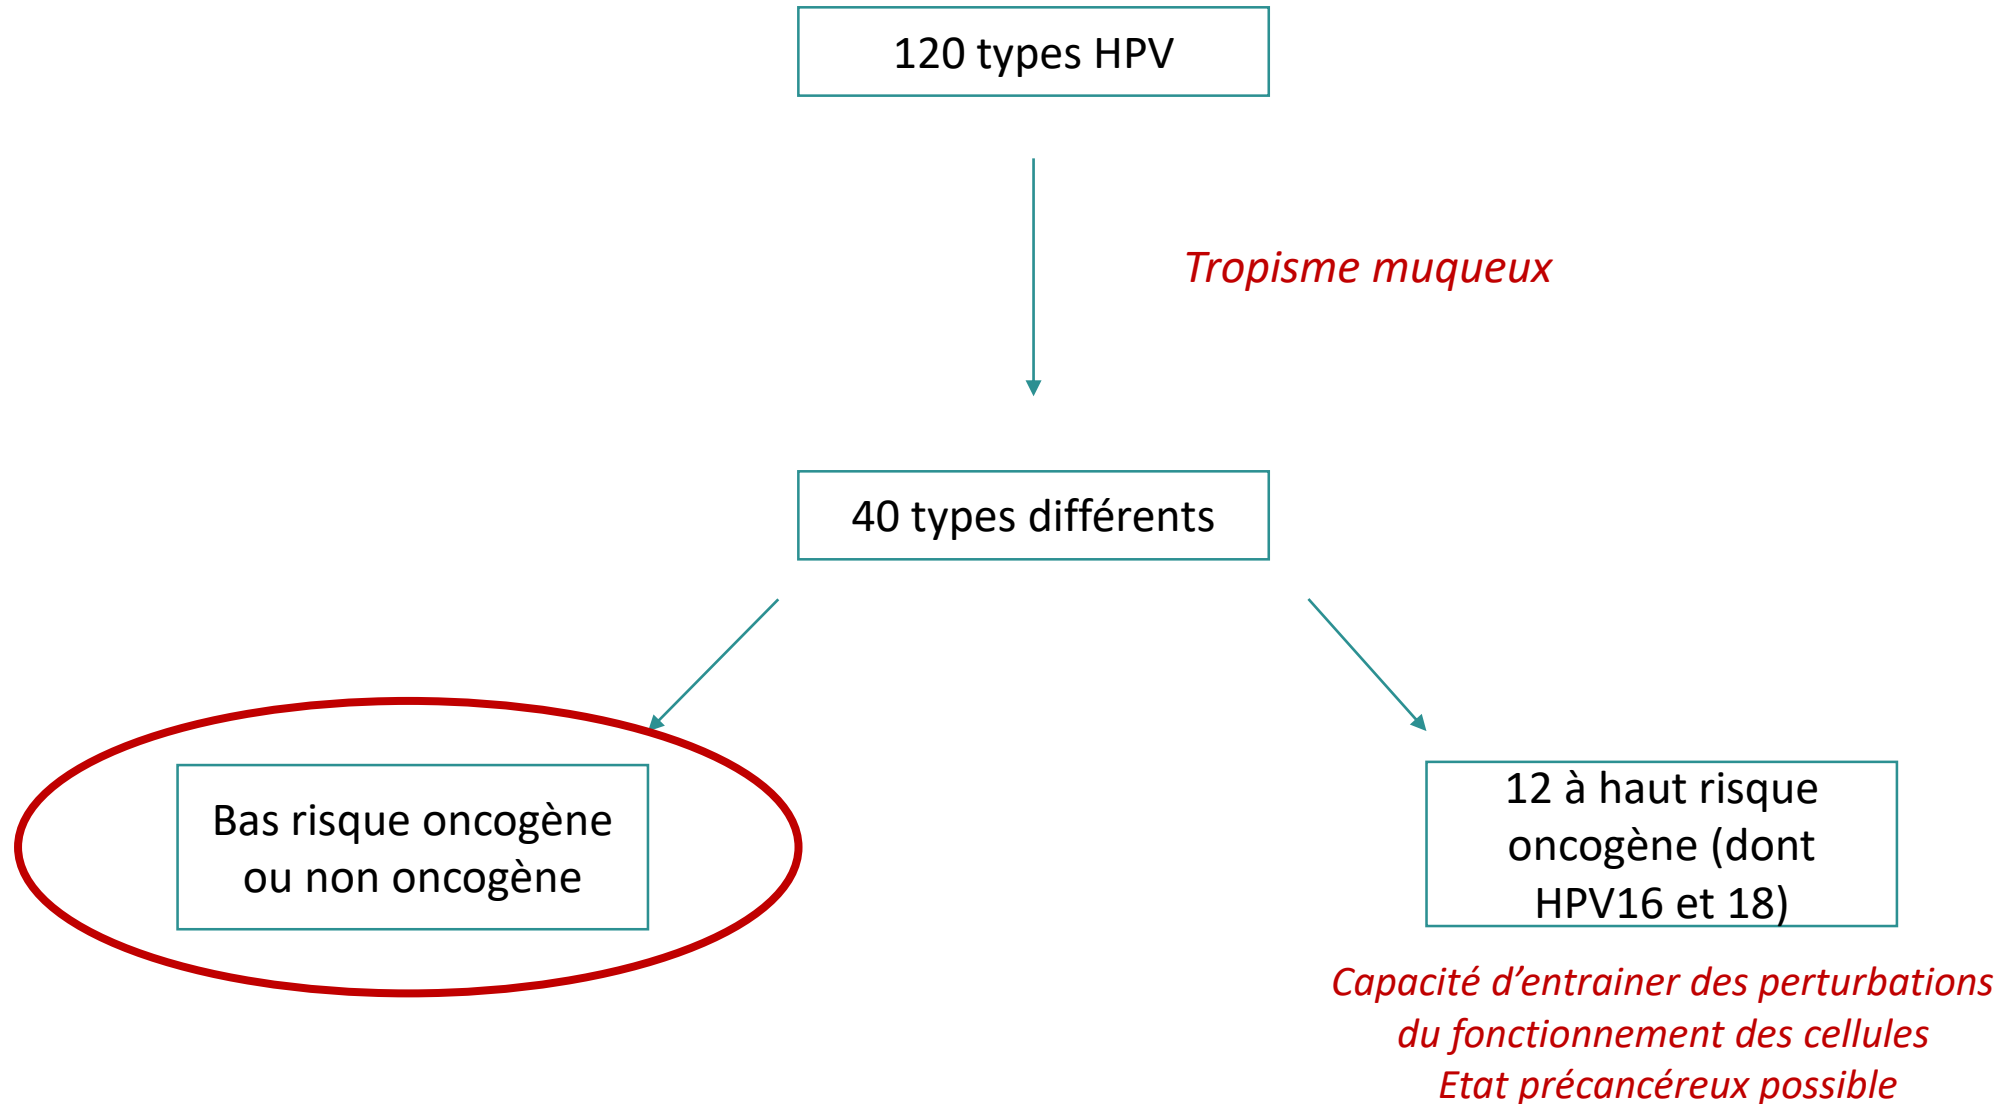 120 types HPV
Tropisme muqueux
40 types différents
Bas risque oncogène
ou non oncogène
12 à haut risque
oncogène (dont
HPV16 et 18)
Capacité d’entrainer des perturbations
du fonctionnement des cellules
Etat précancéreux possible